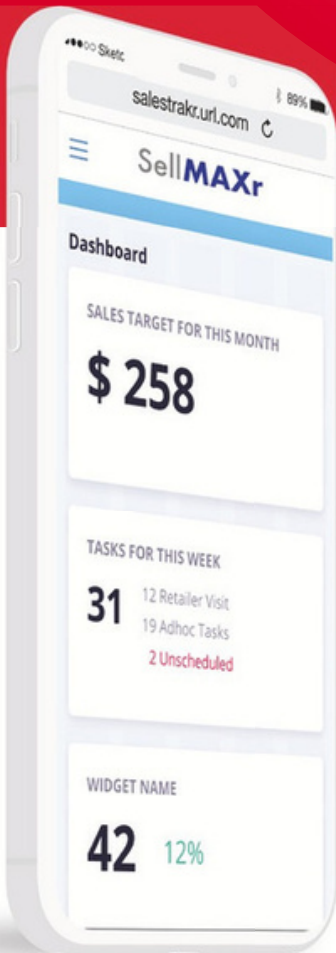 Sketc 89%
salestrakr.url.com
SellMAXr
Dashboard
SALES TARGET FOR THIS MONTH
$ 258
TASKS FOR THIS WEEK
31
12 Retailer Visit
19 Adhoc Tasks
2 Unscheduled
WIDGET NAME
42 12%